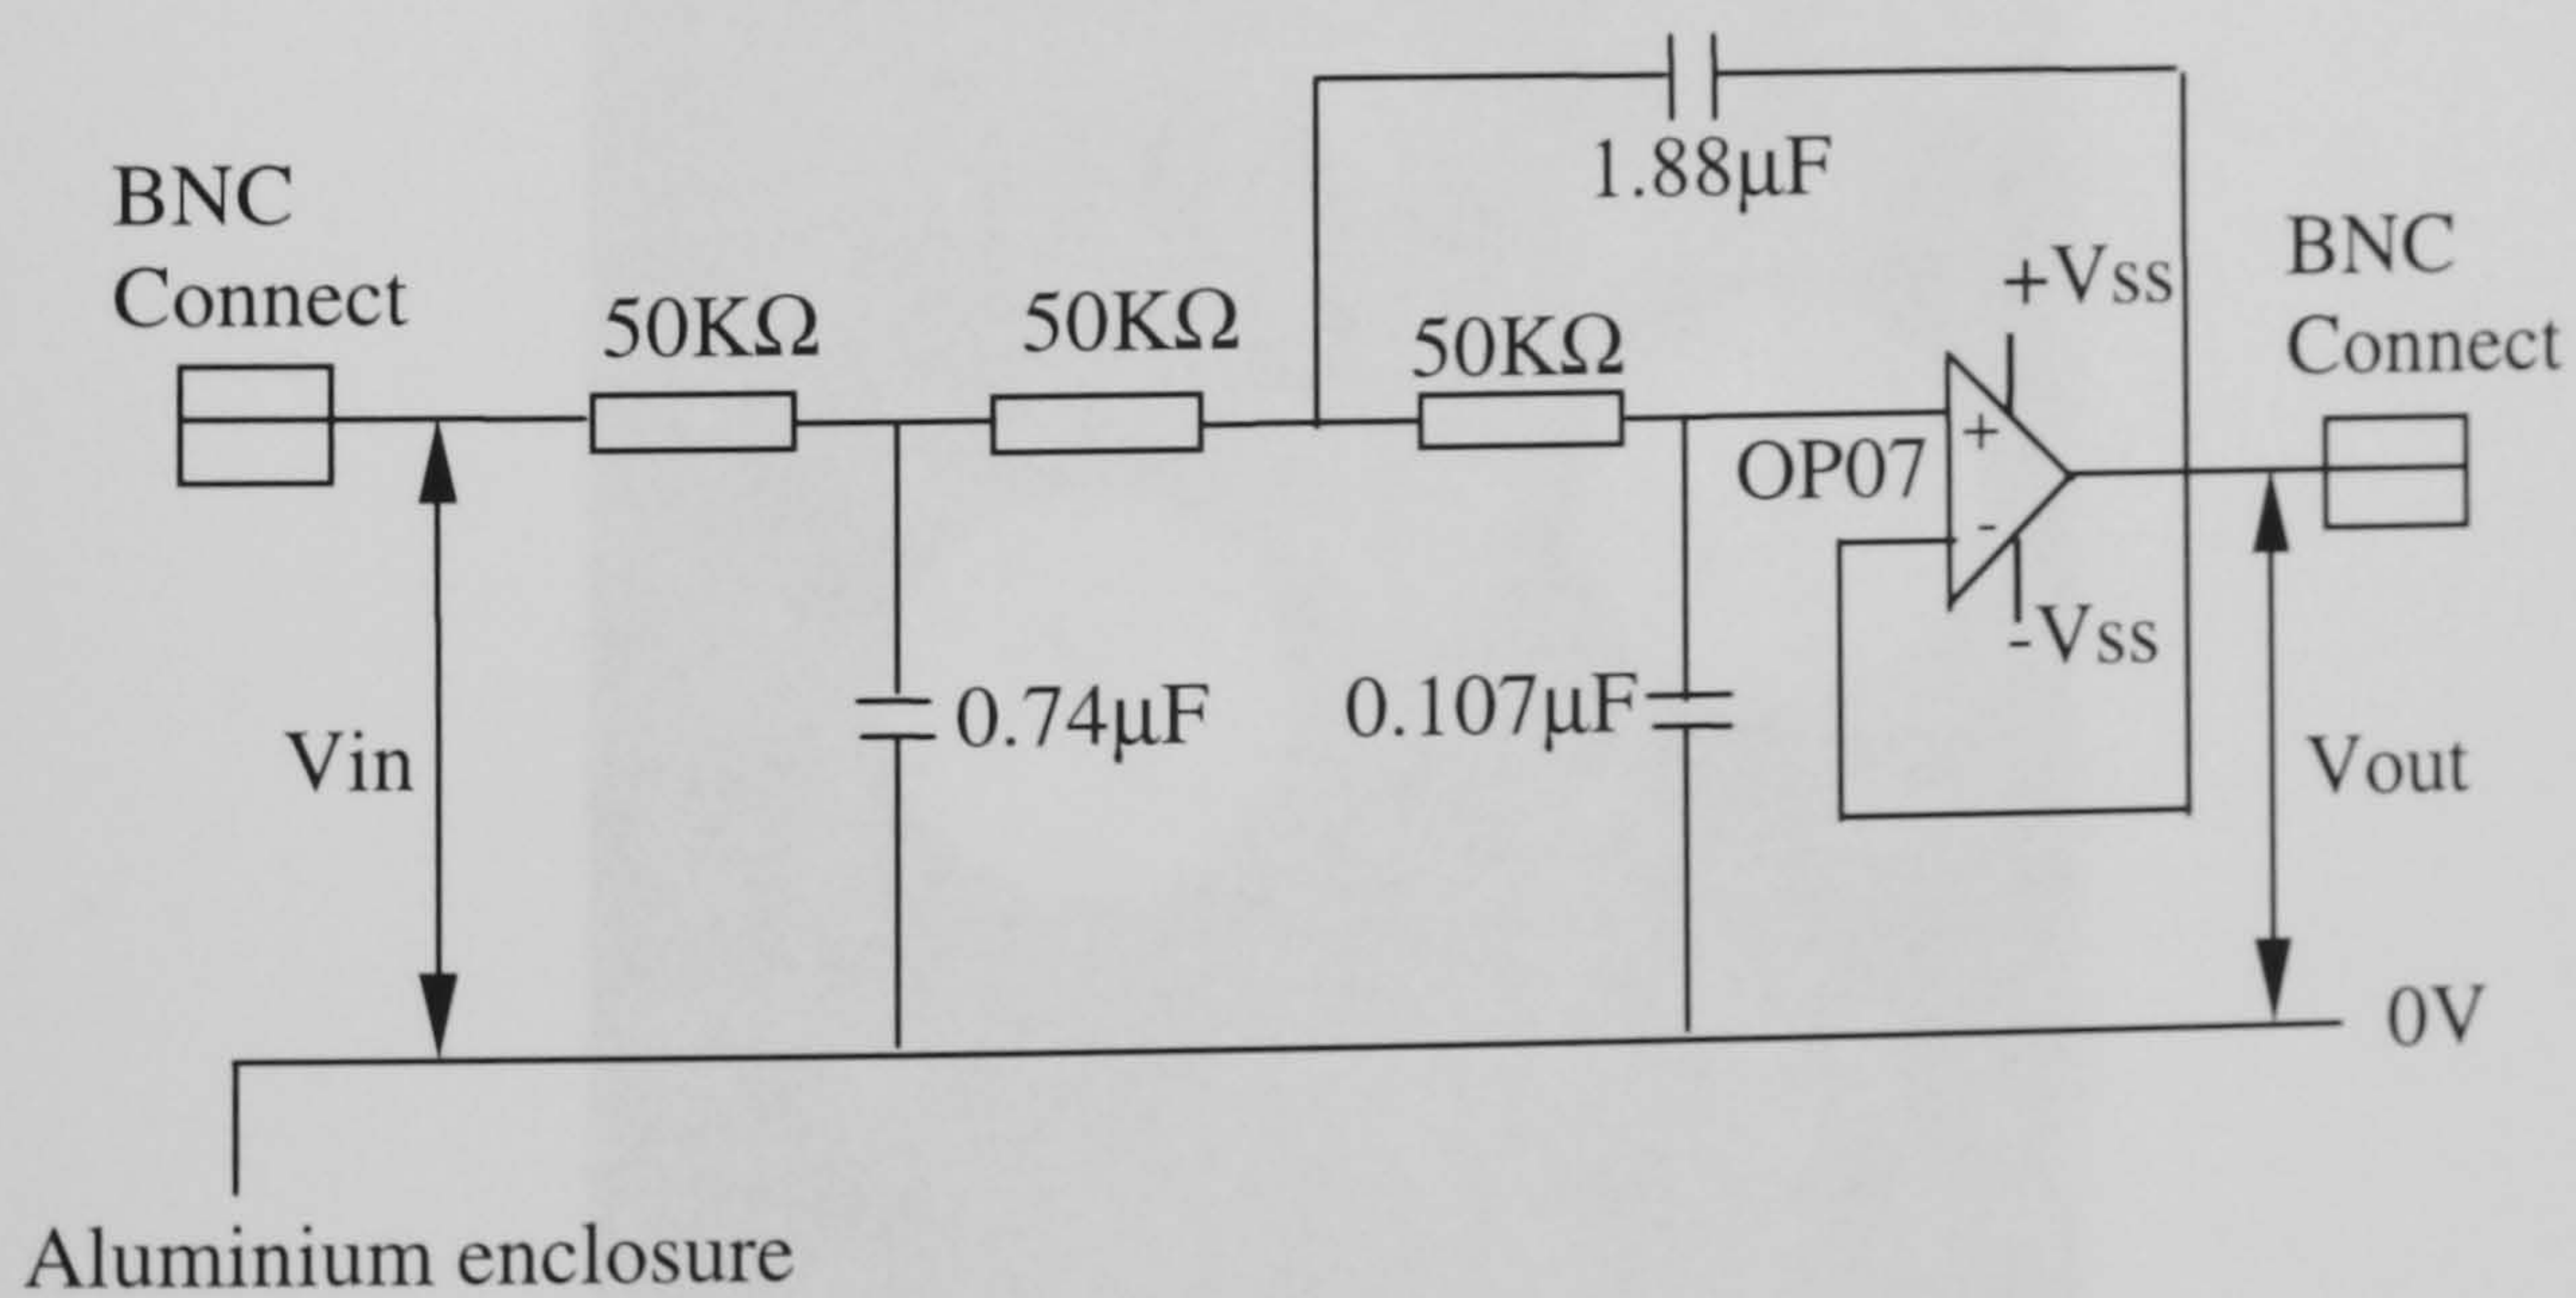 1.88µF
BNC
Connect
50KΩ
50KΩ
50KΩ
+Vss
BNC
Connect
OP07
+
-
-Vss
Vin
0.74µF
0.107µF
Vout
0V
Aluminium enclosure